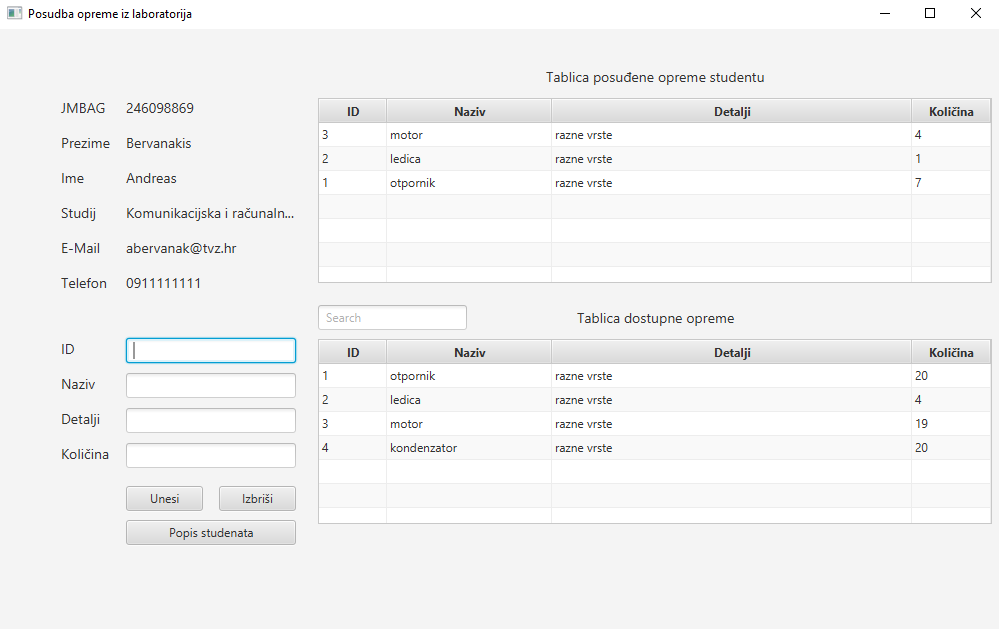 Posudba opreme iz laboratorija
JMBAG 246098869
Prezime Bervanakis
Ime Andreas
Studij Komunikacijska i računaln...
E-Mail abervanak@tvz.hr
Telefon 0911111111
ID
Naziv
Detalji
Količina
Unesi Izbriši
Popis studenata
Tablica posuđene opreme studentu
ID Naziv Detalji Količina
3 motor razne vrste 4
2 ledica razne vrste 1
1 otpornik razne vrste 7
Search Tablica dostupne opreme
ID Naziv Detalji Količina
1 otpornik razne vrste 20
2 ledica razne vrste 4
3 motor razne vrste 19
4 kondenzator razne vrste 20